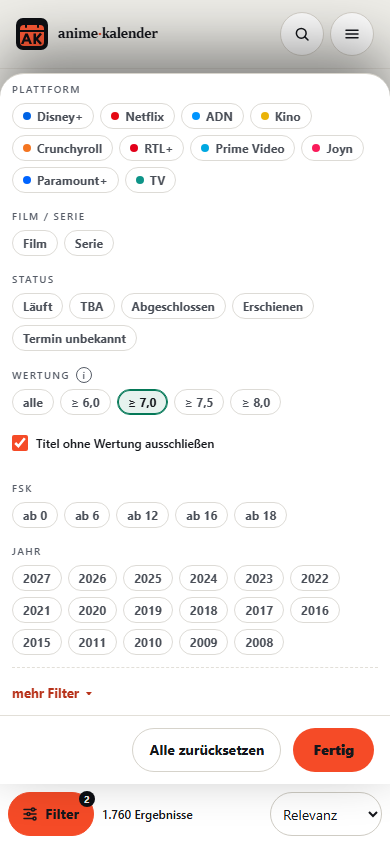 AK
anime·kalender
PLATTFORM
Disney+ Netflix ADN Kino
Crunchyroll RTL+ Prime Video Joyn
Paramount+ TV
FILM / SERIE
Film Serie
STATUS
Läuft TBA Abgeschlossen Erschienen
Termin unbekannt
WERTUNG i
alle ≥ 6,0 ≥ 7,0 ≥ 7,5 ≥ 8,0
Titel ohne Wertung ausschließen
FSK
ab 0 ab 6 ab 12 ab 16 ab 18
JAHR
2027 2026 2025 2024 2023 2022
2021 2020 2019 2018 2017 2016
2015 2011 2010 2009 2008
mehr Filter
Alle zurücksetzen Fertig
Filter 2 1.760 Ergebnisse Relevanz